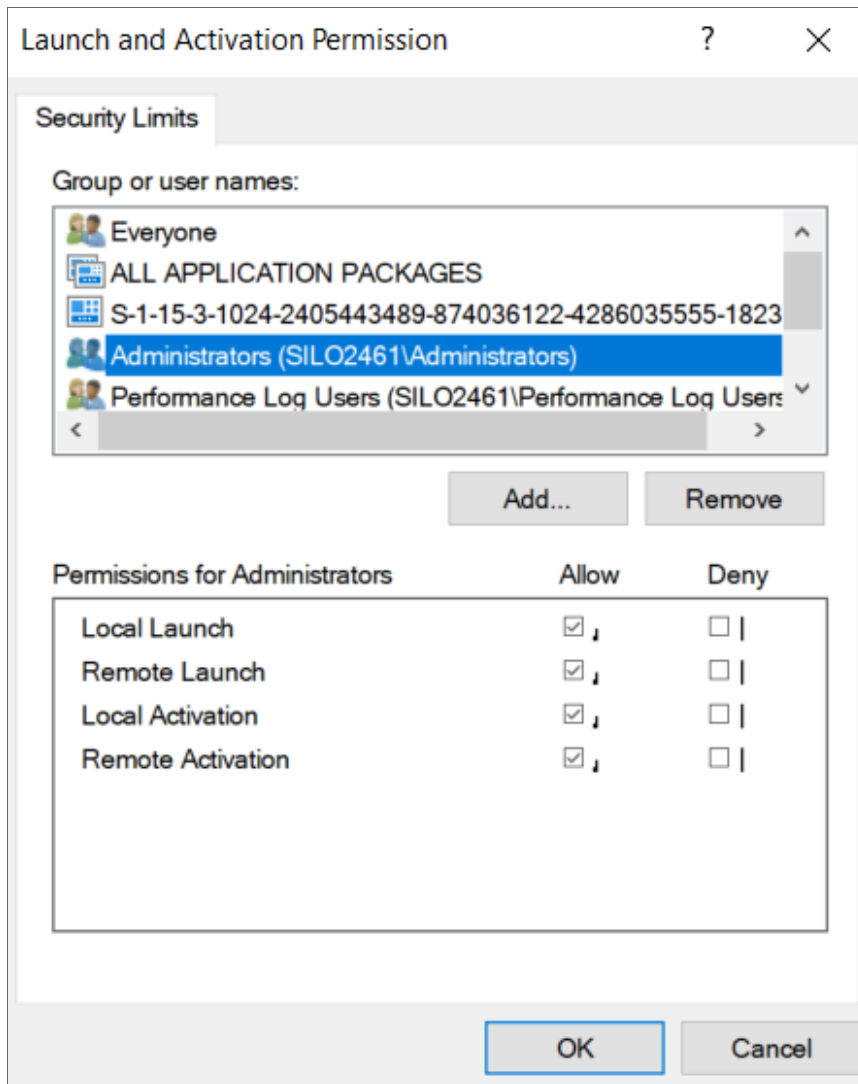 Launch and Activation Permission
?
Security Limits
Group or user names:
Everyone
ALL APPLICATION PACKAGES
S-1-15-3-1024-2405443489-874036122-4286035555-1823
Administrators (SILO2461\Administrators)
Performance Log Users (SILO2461\Performance Log Users
Add... Remove
Permissions for Administrators Allow Deny
Local Launch
Remote Launch
Local Activation
Remote Activation
OK Cancel